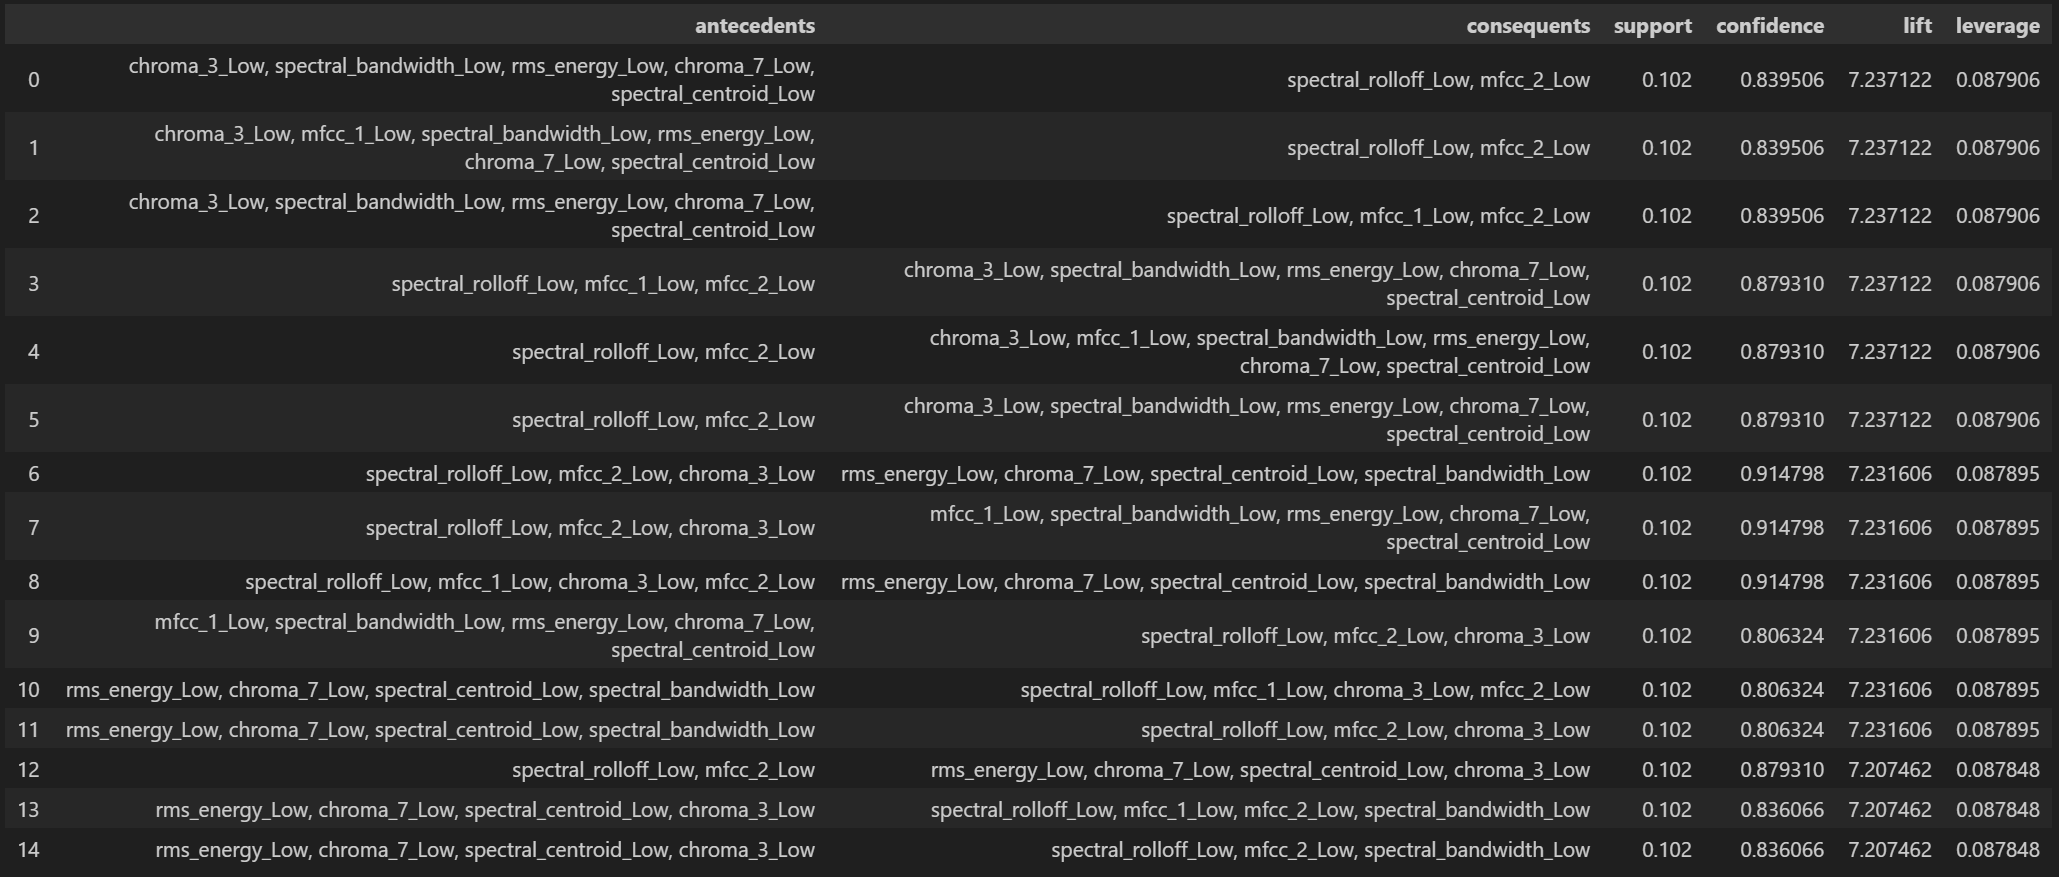 antecedents consequents support confidence lift leverage
0 chroma_3_Low, spectral_bandwidth_Low, rms_energy_Low, chroma_7_Low, spectral_centroid_Low spectral_rolloff_Low, mfcc_2_Low 0.102 0.839506 7.237122 0.087906
1 chroma_3_Low, mfcc_1_Low, spectral_bandwidth_Low, rms_energy_Low, chroma_7_Low, spectral_centroid_Low spectral_rolloff_Low, mfcc_2_Low 0.102 0.839506 7.237122 0.087906
2 chroma_3_Low, spectral_bandwidth_Low, rms_energy_Low, chroma_7_Low, spectral_centroid_Low spectral_rolloff_Low, mfcc_1_Low, mfcc_2_Low 0.102 0.839506 7.237122 0.087906
3 spectral_rolloff_Low, mfcc_1_Low, mfcc_2_Low chroma_3_Low, spectral_bandwidth_Low, rms_energy_Low, chroma_7_Low, spectral_centroid_Low 0.102 0.879310 7.237122 0.087906
4 spectral_rolloff_Low, mfcc_2_Low chroma_3_Low, mfcc_1_Low, spectral_bandwidth_Low, rms_energy_Low, chroma_7_Low, spectral_centroid_Low 0.102 0.879310 7.237122 0.087906
5 spectral_rolloff_Low, mfcc_2_Low chroma_3_Low, spectral_bandwidth_Low, rms_energy_Low, chroma_7_Low, spectral_centroid_Low 0.102 0.879310 7.237122 0.087906
6 spectral_rolloff_Low, mfcc_2_Low, chroma_3_Low rms_energy_Low, chroma_7_Low, spectral_centroid_Low, spectral_bandwidth_Low 0.102 0.914798 7.231606 0.087895
7 spectral_rolloff_Low, mfcc_2_Low, chroma_3_Low mfcc_1_Low, spectral_bandwidth_Low, rms_energy_Low, chroma_7_Low, spectral_centroid_Low 0.102 0.914798 7.231606 0.087895
8 spectral_rolloff_Low, mfcc_1_Low, chroma_3_Low, mfcc_2_Low rms_energy_Low, chroma_7_Low, spectral_centroid_Low, spectral_bandwidth_Low 0.102 0.914798 7.231606 0.087895
9 mfcc_1_Low, spectral_bandwidth_Low, rms_energy_Low, chroma_7_Low, spectral_centroid_Low spectral_rolloff_Low, mfcc_2_Low, chroma_3_Low 0.102 0.806324 7.231606 0.087895
10 rms_energy_Low, chroma_7_Low, spectral_centroid_Low, spectral_bandwidth_Low spectral_rolloff_Low, mfcc_1_Low, chroma_3_Low, mfcc_2_Low 0.102 0.806324 7.231606 0.087895
11 rms_energy_Low, chroma_7_Low, spectral_centroid_Low, spectral_bandwidth_Low spectral_rolloff_Low, mfcc_2_Low, chroma_3_Low 0.102 0.806324 7.231606 0.087895
12 spectral_rolloff_Low, mfcc_2_Low rms_energy_Low, chroma_7_Low, spectral_centroid_Low, chroma_3_Low 0.102 0.879310 7.207462 0.087848
13 rms_energy_Low, chroma_7_Low, spectral_centroid_Low, chroma_3_Low spectral_rolloff_Low, mfcc_1_Low, mfcc_2_Low, spectral_bandwidth_Low 0.102 0.836066 7.207462 0.087848
14 rms_energy_Low, chroma_7_Low, spectral_centroid_Low, chroma_3_Low spectral_rolloff_Low, mfcc_2_Low, spectral_bandwidth_Low 0.102 0.836066 7.207462 0.087848